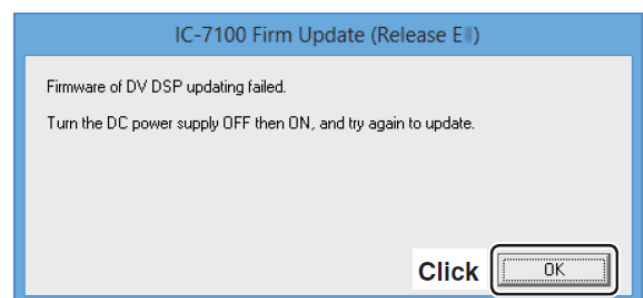 IC-7100 Firm Update (Release E )
Firmware of DV DSP updating failed.
Turn the DC power supply OFF then ON, and try again to update.
Click
OK